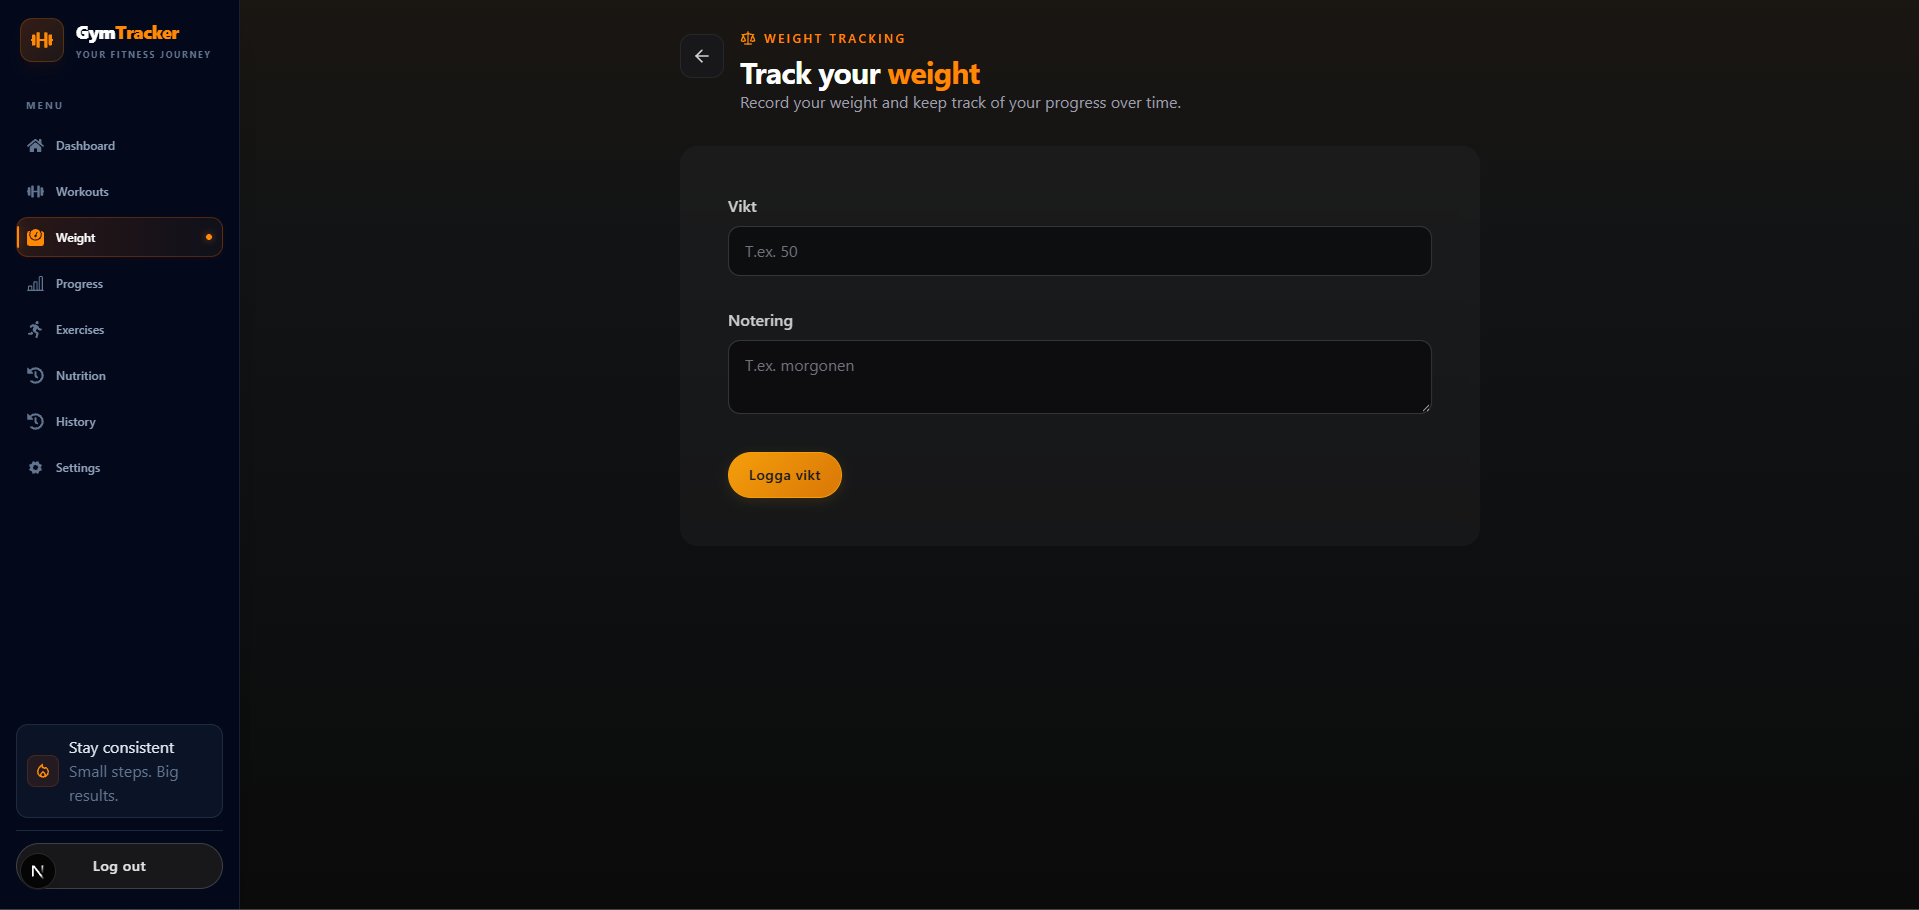 GymTracker
YOUR FITNESS JOURNEY
MENU
Dashboard
Workouts
Weight
Progress
Exercises
Nutrition
History
Settings
Stay consistent
Small steps. Big
results.
Log out
N
WEIGHT TRACKING
Track your weight
Record your weight and keep track of your progress over time.
Vikt
T.ex. 50
Notering
T.ex. morgonen
Logga vikt